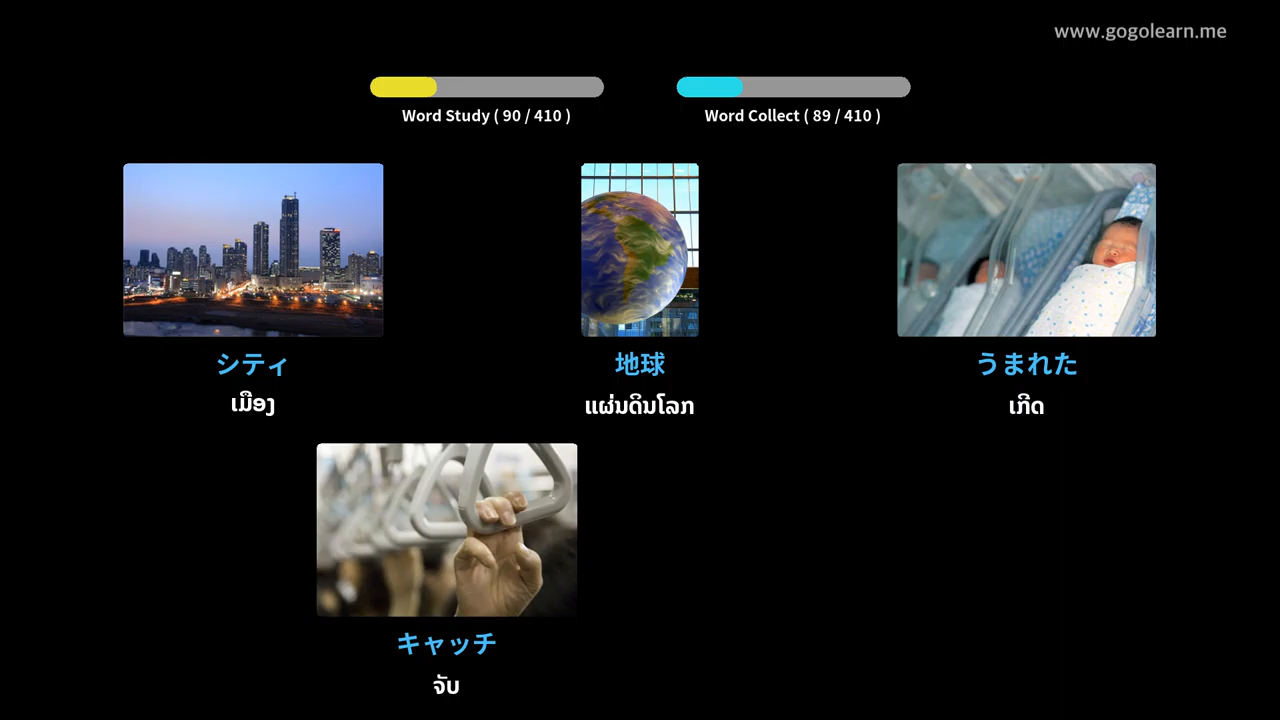 www.gogolearn.me
Word Study ( 90 / 410 )
Word Collect ( 89 / 410 )
シティ
ເມືອງ
地球
ແຜ່ນດິນໂລກ
うまれた
ເກີດ
キャッチ
ຈັບ